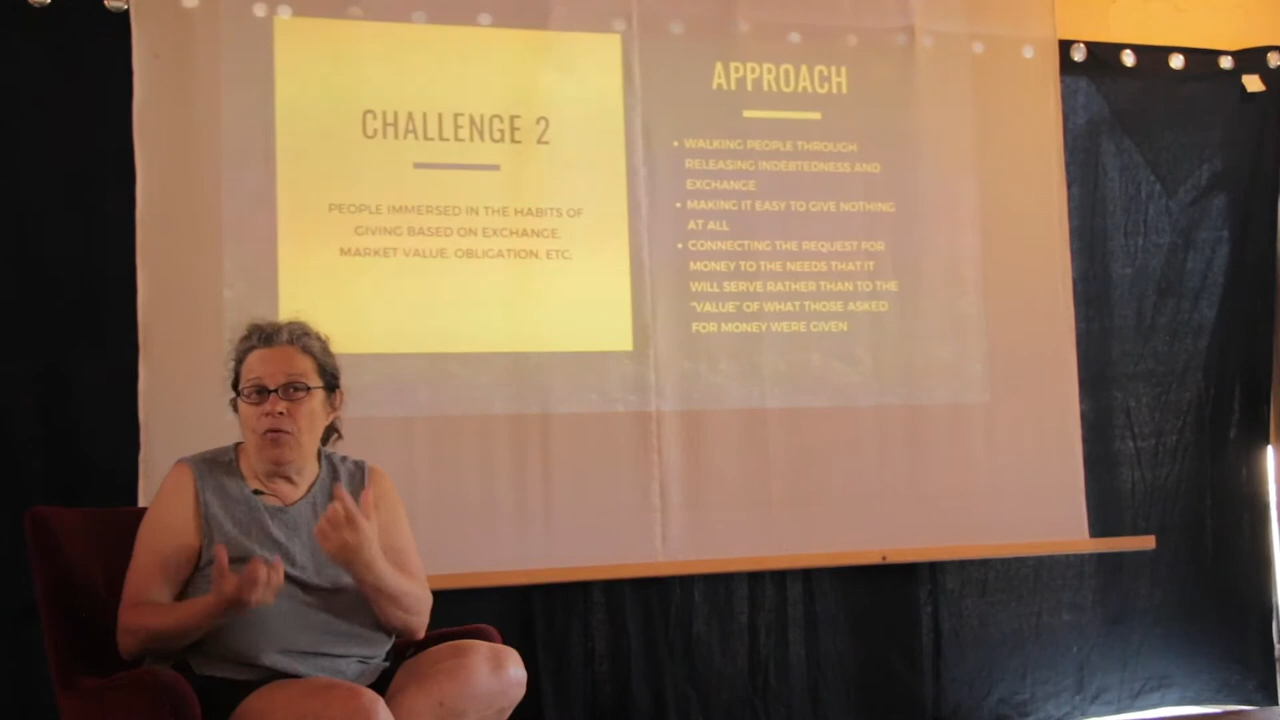 CHALLENGE 2
PEOPLE IMMERSED IN THE HABITS OF
GIVING BASED ON EXCHANGE,
MARKET VALUE, OBLIGATION, ETC.
APPROACH
• WALKING PEOPLE THROUGH
RELEASING INDEBTEDNESS AND
EXCHANGE
• MAKING IT EASY TO GIVE NOTHING
AT ALL
• CONNECTING THE REQUEST FOR
MONEY TO THE NEEDS THAT IT
WILL SERVE RATHER THAN TO THE
"VALUE" OF WHAT THOSE ASKED
FOR MONEY WERE GIVEN